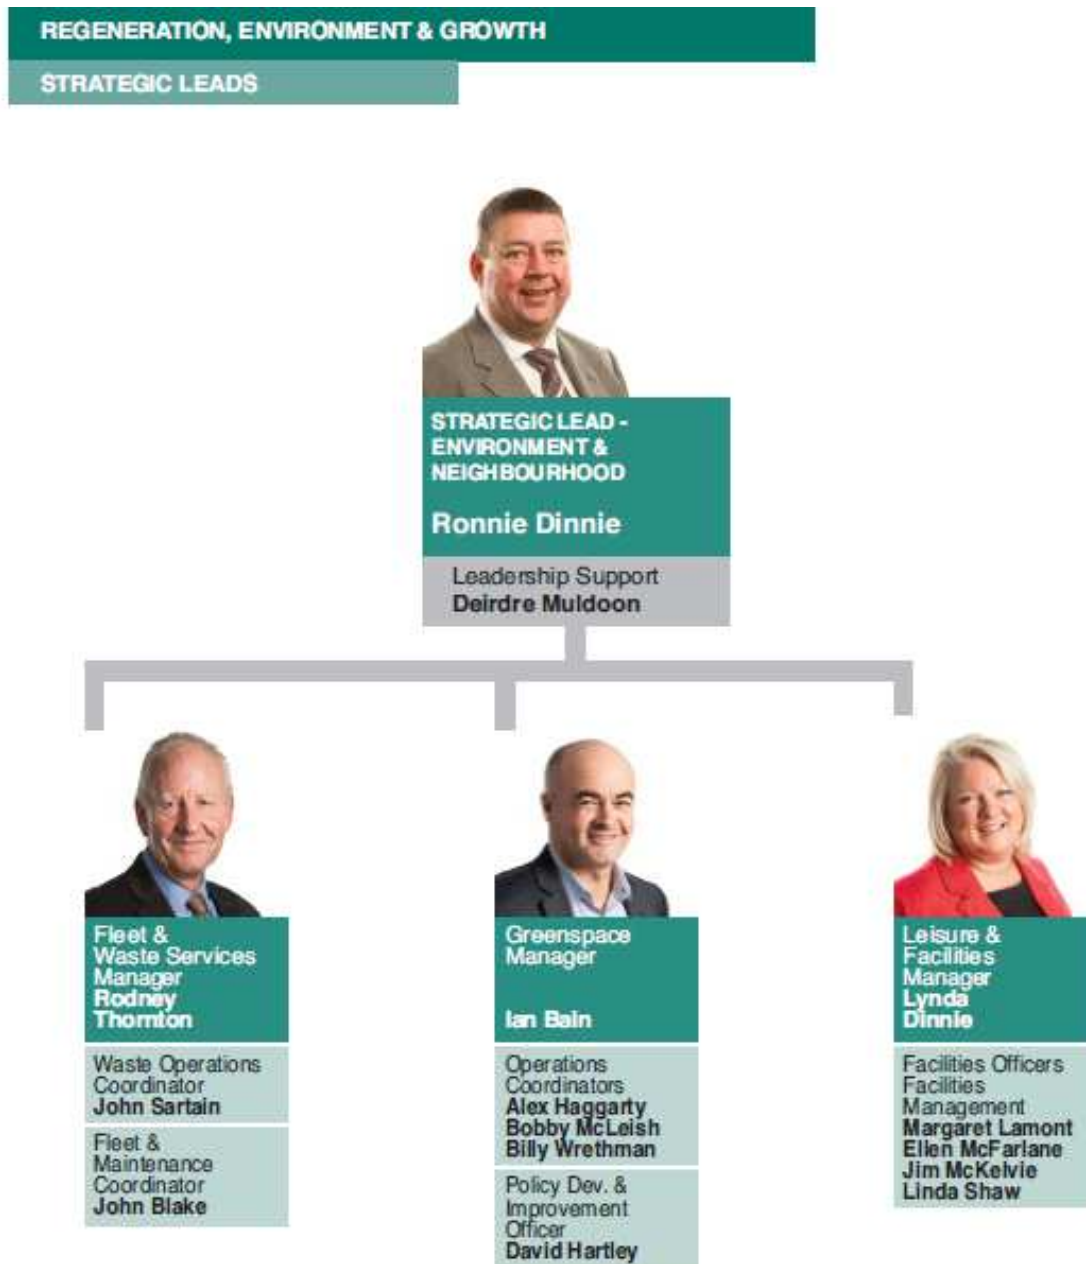 REGENERATION, ENVIRONMENT & GROWTH
STRATEGIC LEADS
STRATEGIC LEAD -
ENVIRONMENT &
NEIGHBOURHOOD
Ronnie Dinnie
Leadership Support
Deirdre Muldoon
Fleet &
Waste Services
Manager
Rodney
Thornton
Waste Operations
Coordinator
John Sartain
Fleet &
Maintenance
Coordinator
John Blake
Greenspace
Manager
Ian Bain
Operations
Coordinators
Alex Haggarty
Bobby McLeish
Billy Wrethman
Policy Dev. &
Improvement
Officer
David Hartley
Leisure &
Facilities
Manager
Lynda
Dinnie
Facilities Officers
Facilities
Management
Margaret Lamont
Ellen McFarlane
Jim McKelvie
Linda Shaw